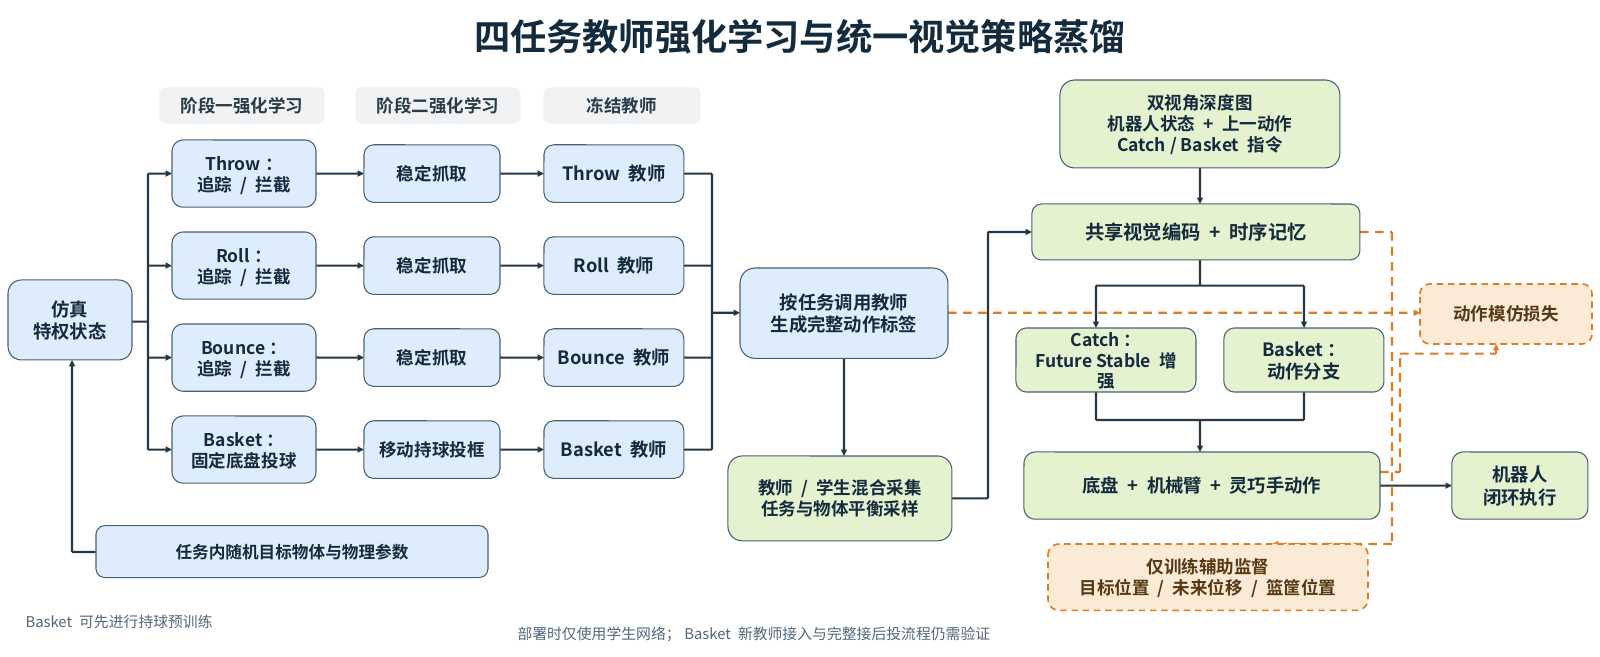 四任务教师强化学习与统一视觉策略蒸馏
阶段一强化学习
阶段二强化学习
冻结教师
Throw：
追踪 / 拦截
稳定抓取
Throw 教师
Roll：
追踪 / 拦截
稳定抓取
Roll 教师
仿真
特权状态
Bounce：
追踪 / 拦截
稳定抓取
Bounce 教师
Basket：
固定底盘投球
移动持球投框
Basket 教师
任务内随机目标物体与物理参数
Basket 可先进行持球预训练
按任务调用教师
生成完整动作标签
教师 / 学生混合采集
任务与物体平衡采样
双视角深度图
机器人状态 + 上一动作
Catch / Basket 指令
共享视觉编码 + 时序记忆
Catch：
Future Stable 增
强
Basket：
动作分支
动作模仿损失
底盘 + 机械臂 + 灵巧手动作
机器人
闭环执行
仅训练辅助监督
目标位置 / 未来位移 / 篮筐位置
部署时仅使用学生网络； Basket 新教师接入与完整接后投流程仍需验证